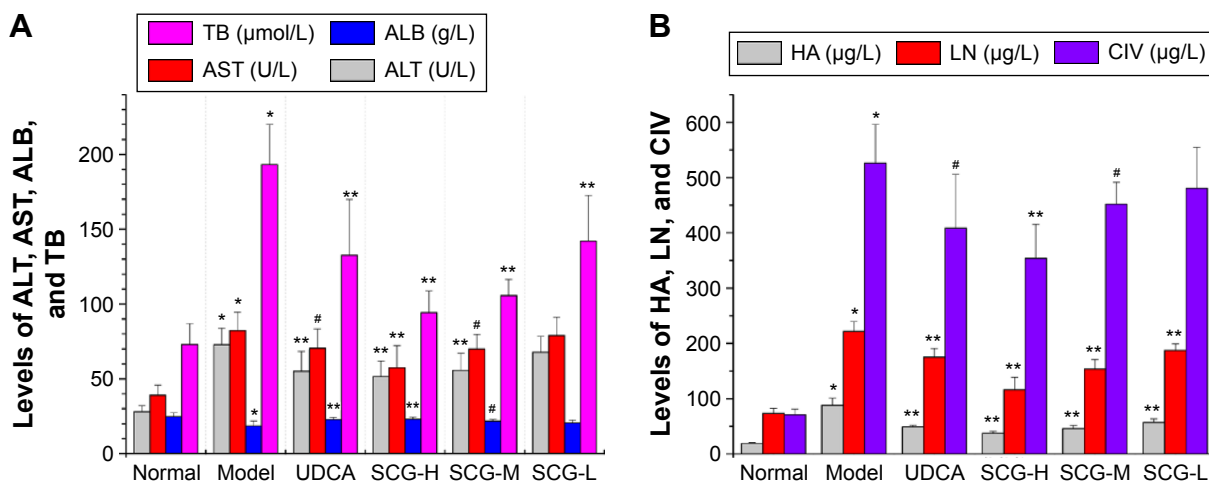 A
TB (μmol/L)
ALB (g/L)
AST (U/L)
ALT (U/L)
Levels of ALT, AST, ALB,
and TB
200
150
100
50
0
*
*
*
*
**
#
**
**
**
**
**
**
**
#
#
**
**
Normal
Model
UDCA
SCG-H
SCG-M
SCG-L
B
HA (μg/L)
LN (μg/L)
CIV (μg/L)
Levels of HA, LN, and CIV
600
500
400
300
200
100
0
*
*
*
**
**
#
**
**
**
**
**
#
**
**
Normal
Model
UDCA
SCG-H
SCG-M
SCG-L